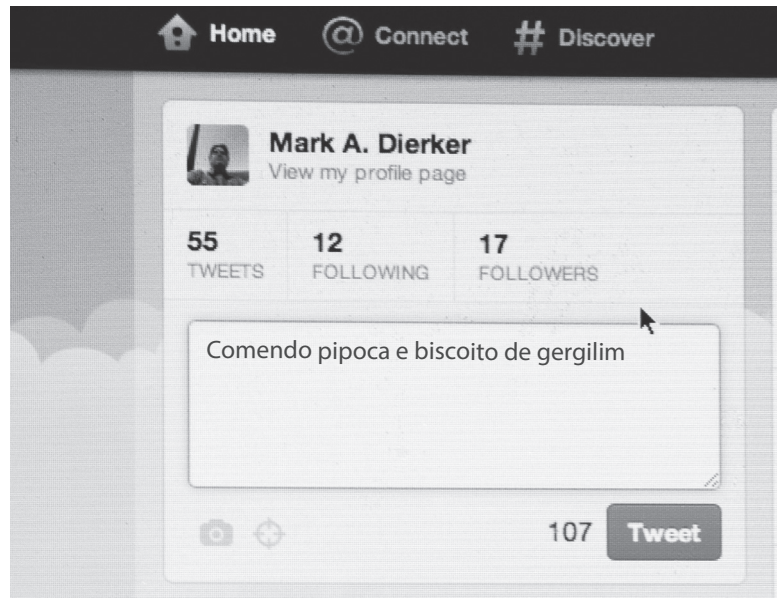 Home @ Connect # Discover
Mark A. Dierker
View my profile page
55 12 17
TWEETS FOLLOWING FOLLOWERS
Comendo pipoca e biscoito de gergilim
107 Tweet